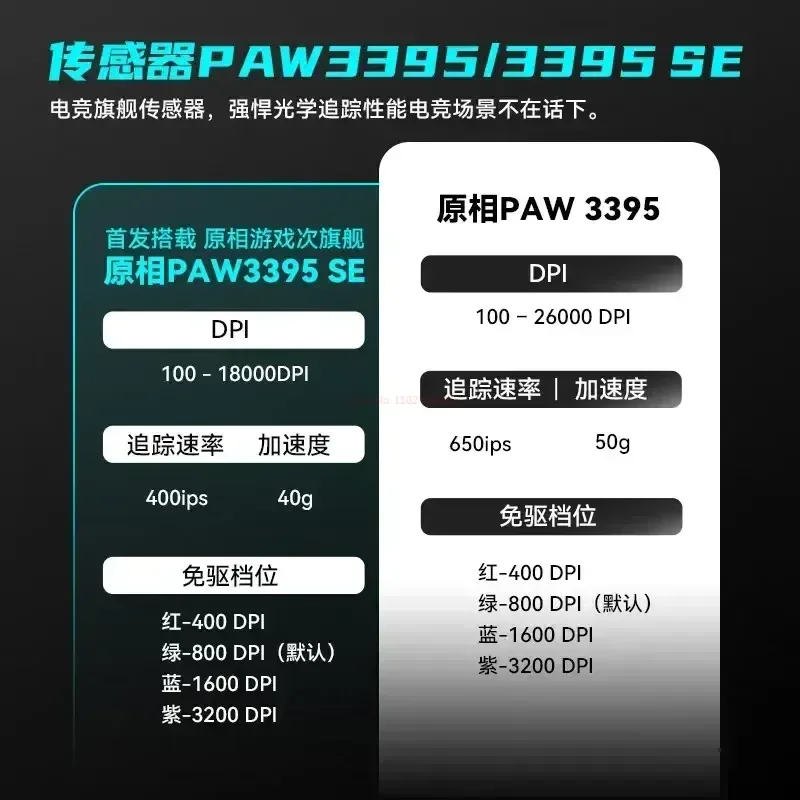 传感器PAW3395/3395 SE
电竞旗舰传感器，强悍光学追踪性能电竞场景不在话下。
首发搭载 原相游戏次旗舰
原相PAW3395 SE
DPI
100 - 18000DPI
追踪速率 加速度
400ips 40g
免驱档位
红-400 DPI
绿-800 DPI（默认）
蓝-1600 DPI
紫-3200 DPI
原相PAW 3395
DPI
100 - 26000 DPI
追踪速率 | 加速度
650ips 50g
免驱档位
红-400 DPI
绿-800 DPI（默认）
蓝-1600 DPI
紫-3200 DPI